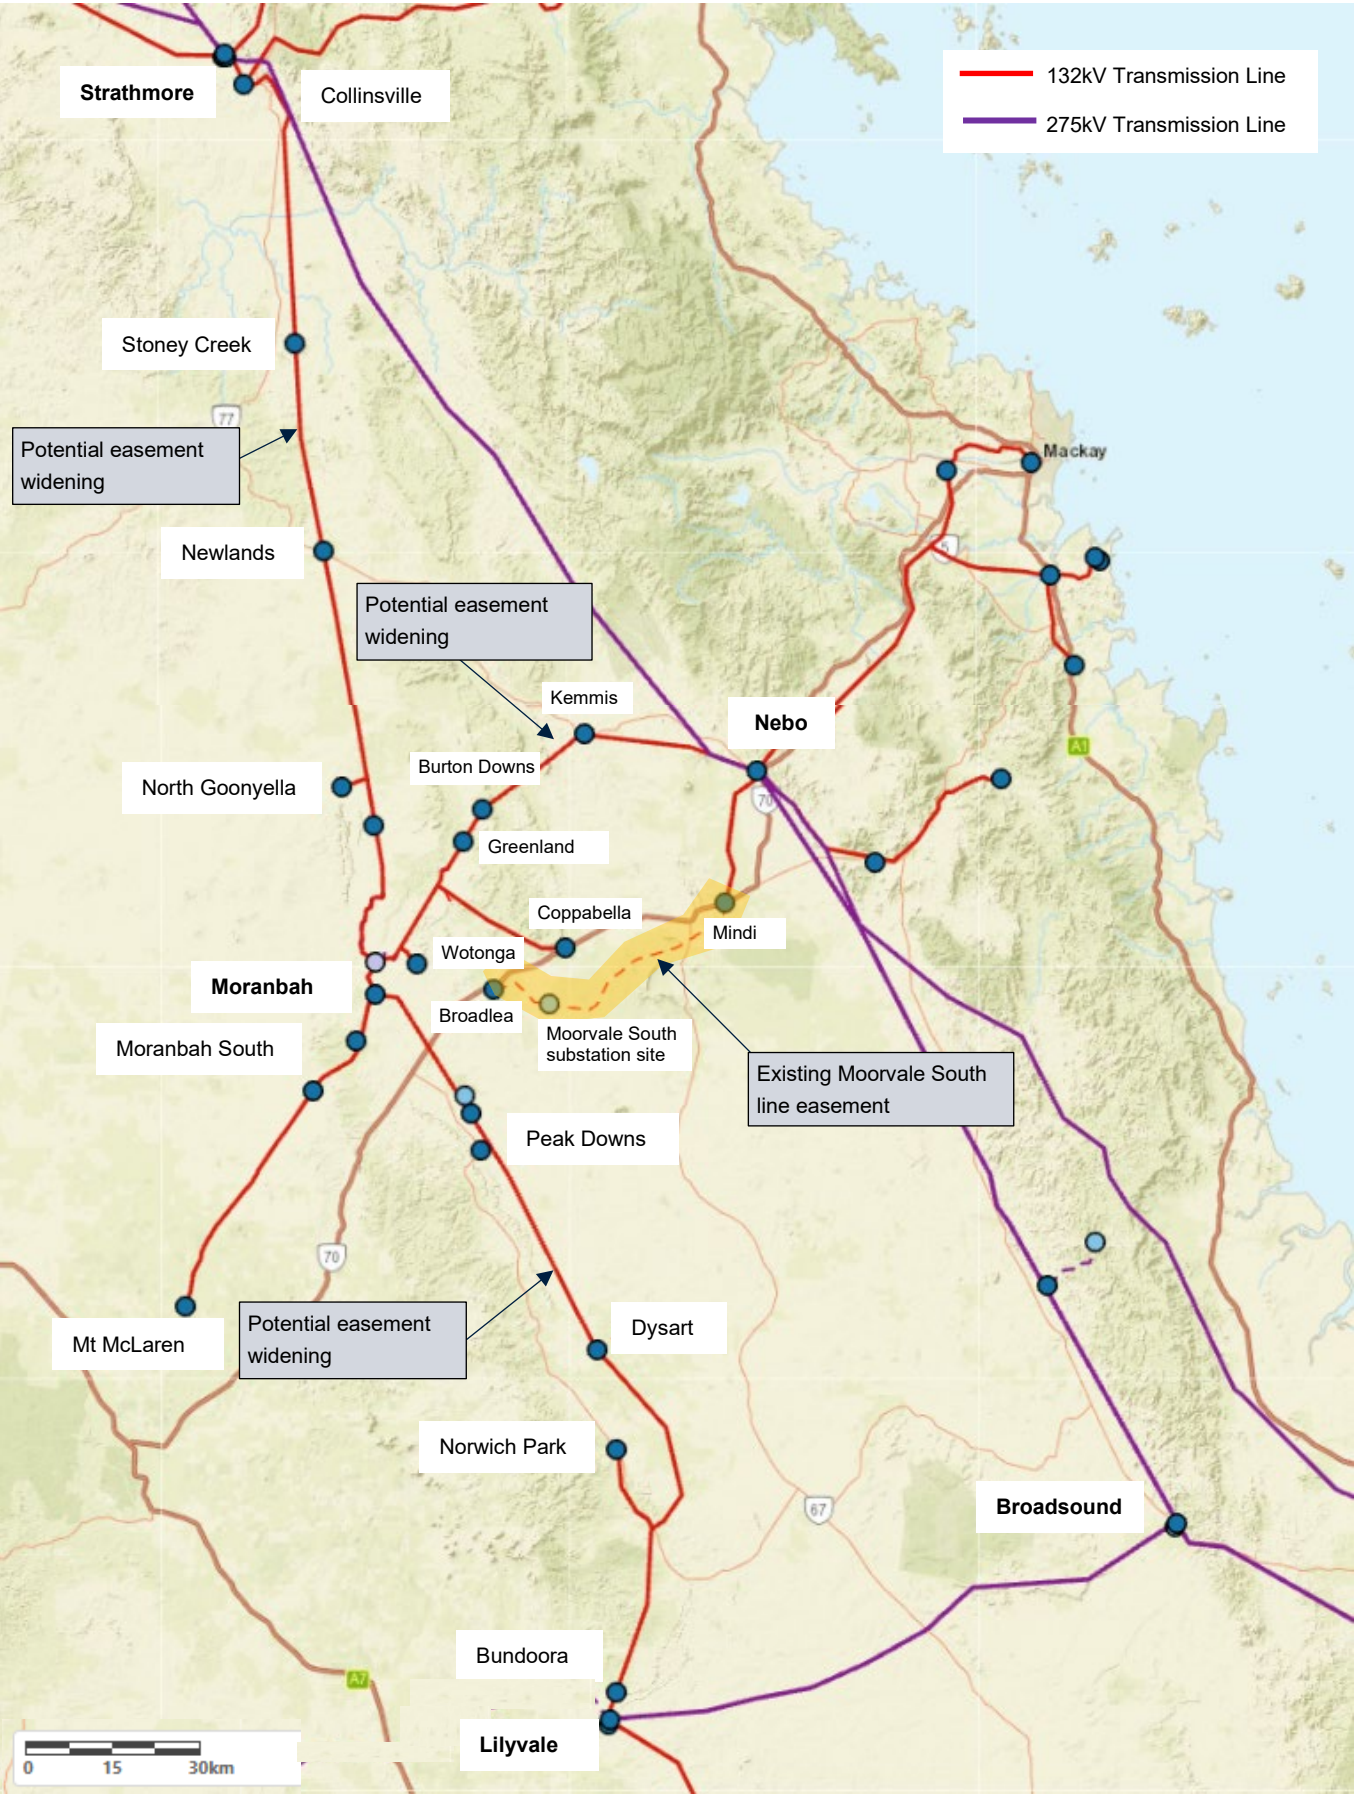 132kV Transmission Line
275kV Transmission Line
Strathmore
Collinsville
Stoney Creek
77
Potential easement
widening
Mackay
5
Newlands
Potential easement
widening
Kemmis
Nebo
A1
Burton Downs
North Goonyella
70
Greenland
Coppabella
Mindi
Wotonga
Moranbah
Broadlea
Moorvale South
substation site
Moranbah South
Existing Moorvale South
line easement
Peak Downs
70
Potential easement
widening
Dysart
Mt McLaren
Norwich Park
67
Broadsound
Bundoora
A7
Lilyvale
0 15 30km